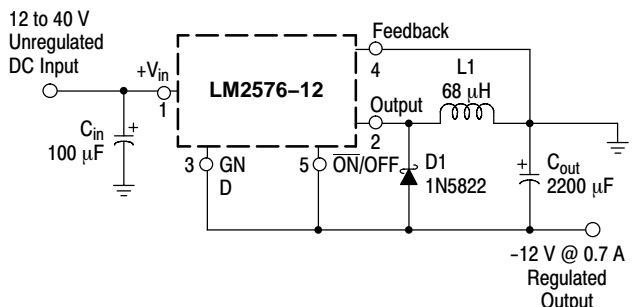 12 to 40 V
Unregulated
DC Input
+Vin
1
Cin
100 μF
+
LM2576–12
Feedback
4
Output
2
L1
68 μH
3 GN
D
5 ON/OFF
D1
1N5822
+
Cout
2200 μF
–12 V @ 0.7 A
Regulated
Output